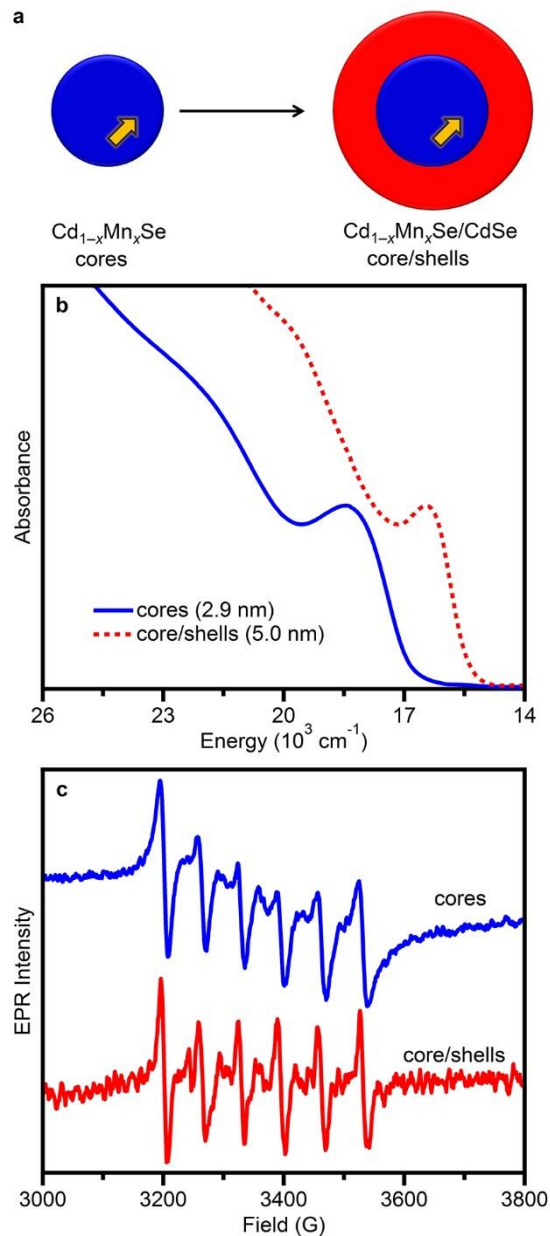 a
Cd₁₋ₓMnₓSe
cores
Cd₁₋ₓMnₓSe/CdSe
core/shells
b
Absorbance
cores (2.9 nm)
core/shells (5.0 nm)
26 23 20 17 14
Energy (10³ cm⁻¹)
c
EPR Intensity
cores
core/shells
3000 3200 3400 3600 3800
Field (G)